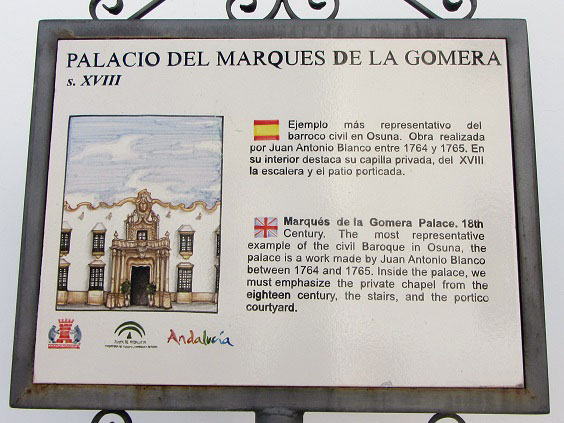 PALACIO DEL MARQUES DE LA GOMERA
s. XVIII
Ejemplo más representativo del
barroco civil en Osuna. Obra realizada
por Juan Antonio Blanco entre 1764 y 1765. En
su interior destaca su capilla privada, del XVIII
la escalera y el patio porticada.
Marqués de la Gomera Palace. 18th
Century. The most representative
example of the civil Baroque in Osuna, the
palace is a work made by Juan Antonio Blanco
between 1764 and 1765. Inside the palace, we
must emphasize the private chapel from the
eighteen century, the stairs, and the portico
courtyard.
JUNTA DE ANDALUCIA
Andalucía